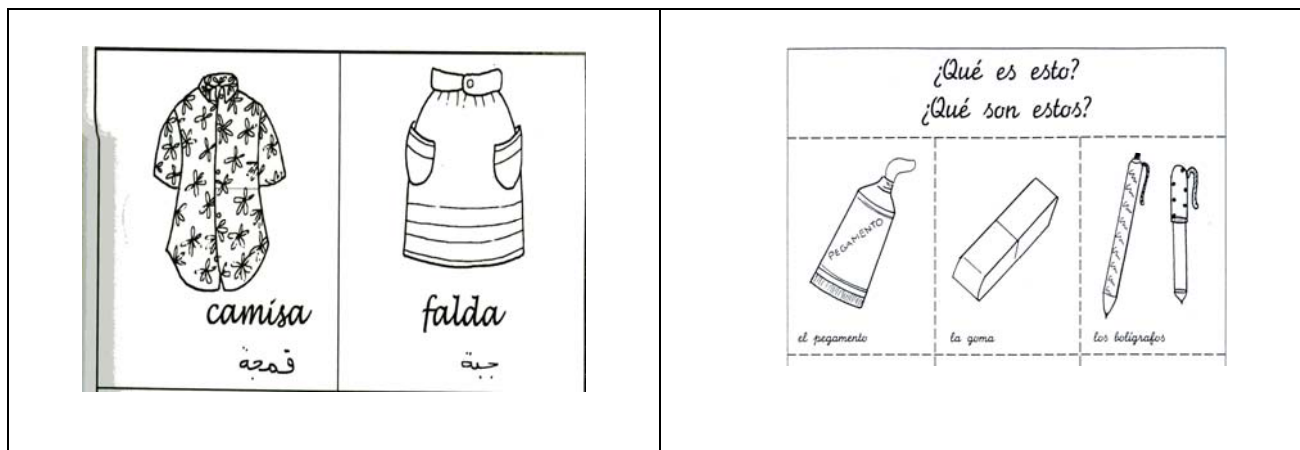 camisa
قمجة
falda
جبة
¿Qué es esto?
¿Qué son estos?
PEGAMENTO
el pegamento
la goma
los bolígrafos